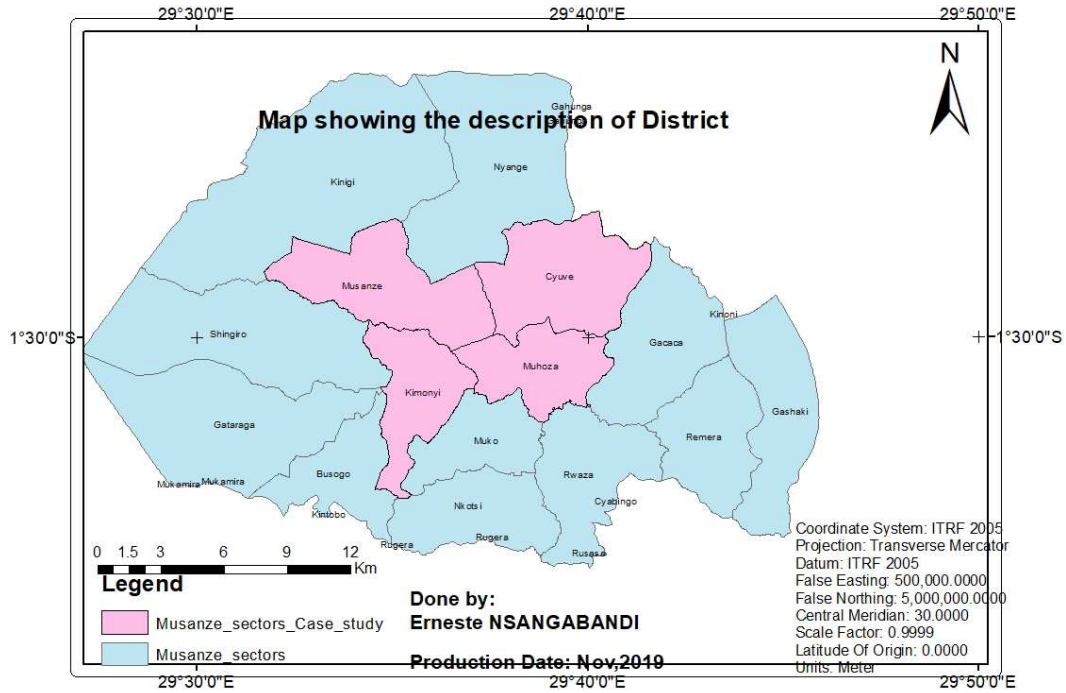 29°30'0"E
29°40'0"E
29°50'0"E
N
Gahunga
Map showing the description of District
Nyange
Kinigi
Cyuve
Musanze
Kinoni
Shingiro
1°30'0"S
1°30'0"S
Gacaca
Muhoza
Kimonyi
Gashaki
Gataraga
Remera
Muko
Busogo
Rwaza
Mukamira
Mukamira
Cyabingo
Nkotsi
Kintobo
Rugera
Rugera
Rusasa
0 1.5 3 6 9 12
Km
Legend
Musanze_sectors_Case_study
Musanze_sectors
Done by:
Erneste NSANGABANDI
Production Date: Nov,2019
Coordinate System: ITRF 2005
Projection: Transverse Mercator
Datum: ITRF 2005
False Easting: 500,000.0000
False Northing: 5,000,000.0000
Central Meridian: 30.0000
Scale Factor: 0.9999
Latitude Of Origin: 0.0000
Units: Meter
29°30'0"E
29°40'0"E
29°50'0"E